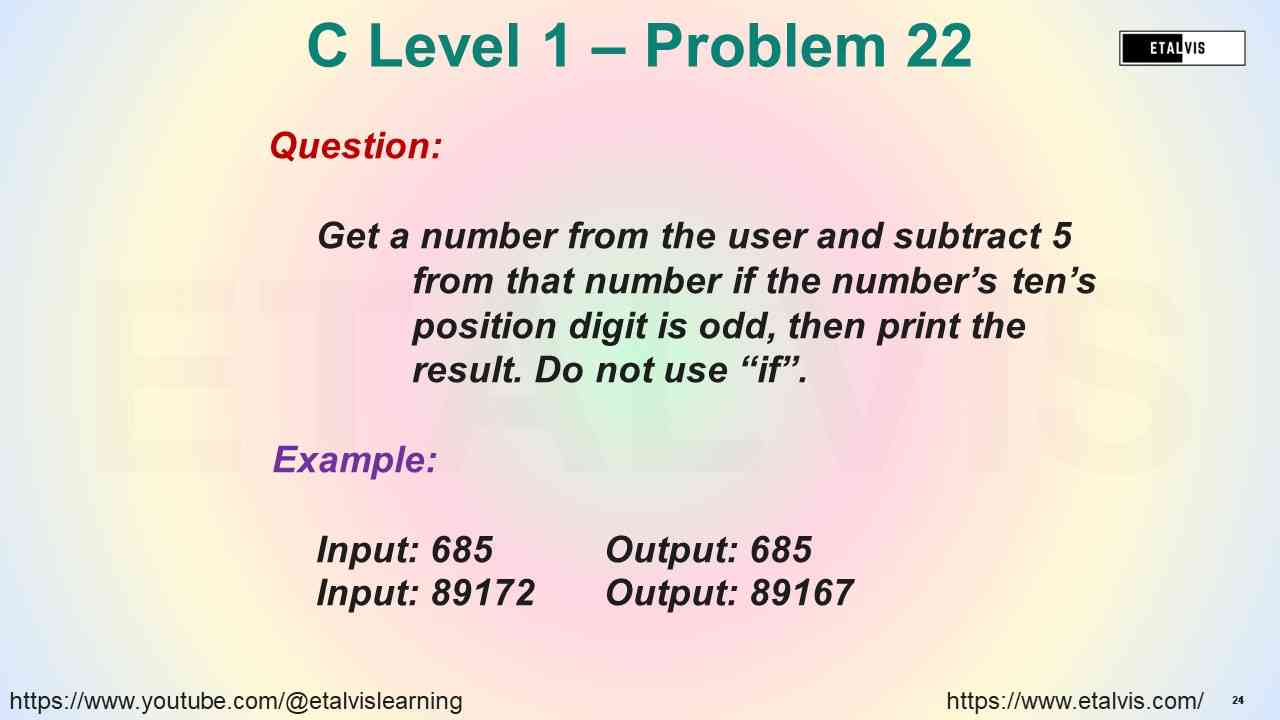 C Level 1 – Problem 22
ETALVIS
Question:
Get a number from the user and subtract 5
from that number if the number’s ten’s
position digit is odd, then print the
result. Do not use “if”.
ETALVIS
Example:
Input: 685 Output: 685
Input: 89172 Output: 89167
https://www.youtube.com/@etalvislearning
https://www.etalvis.com/
24